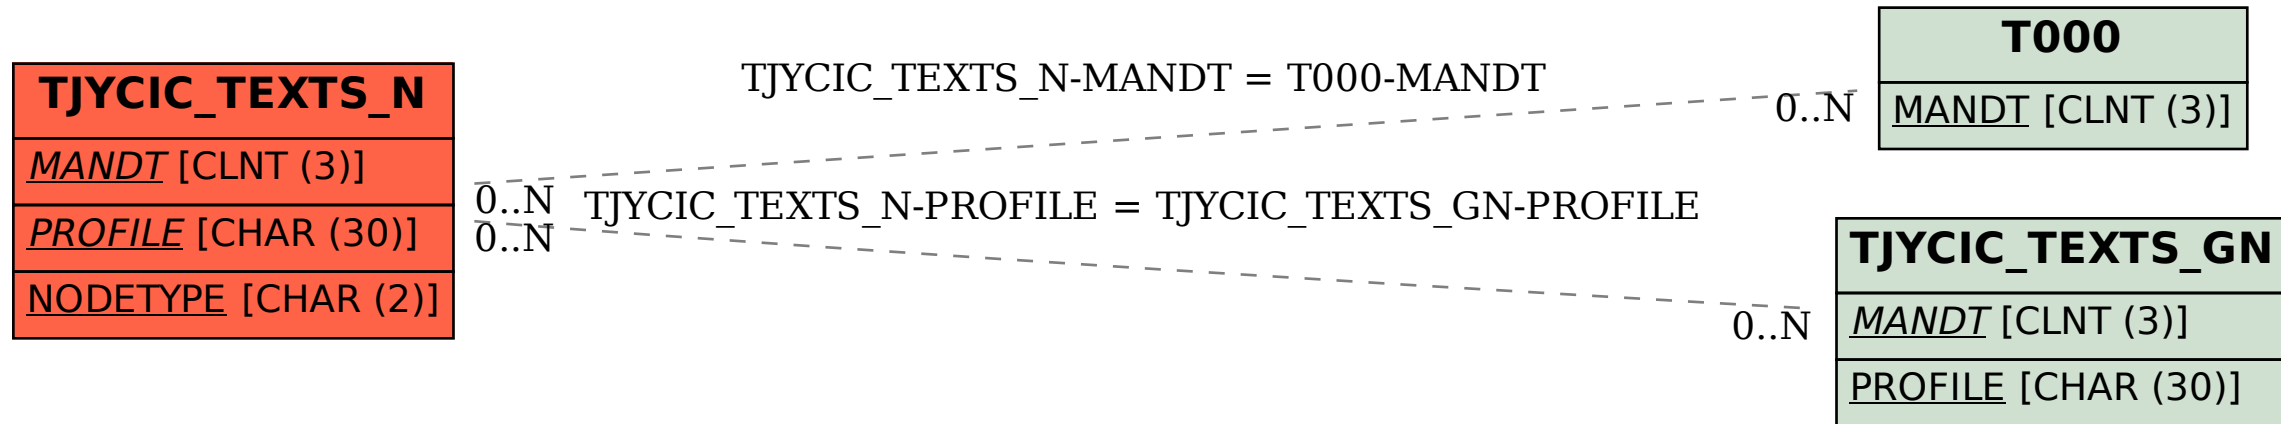 TJYCIC_TEXTS_N
MANDT [CLNT (3)]
PROFILE [CHAR (30)]
NODETYPE [CHAR (2)]
TJYCIC_TEXTS_N-MANDT = T000-MANDT
0..N
0..N
TJYCIC_TEXTS_N-PROFILE = TJYCIC_TEXTS_GN-PROFILE
0..N
0..N
T000
MANDT [CLNT (3)]
TJYCIC_TEXTS_GN
MANDT [CLNT (3)]
PROFILE [CHAR (30)]